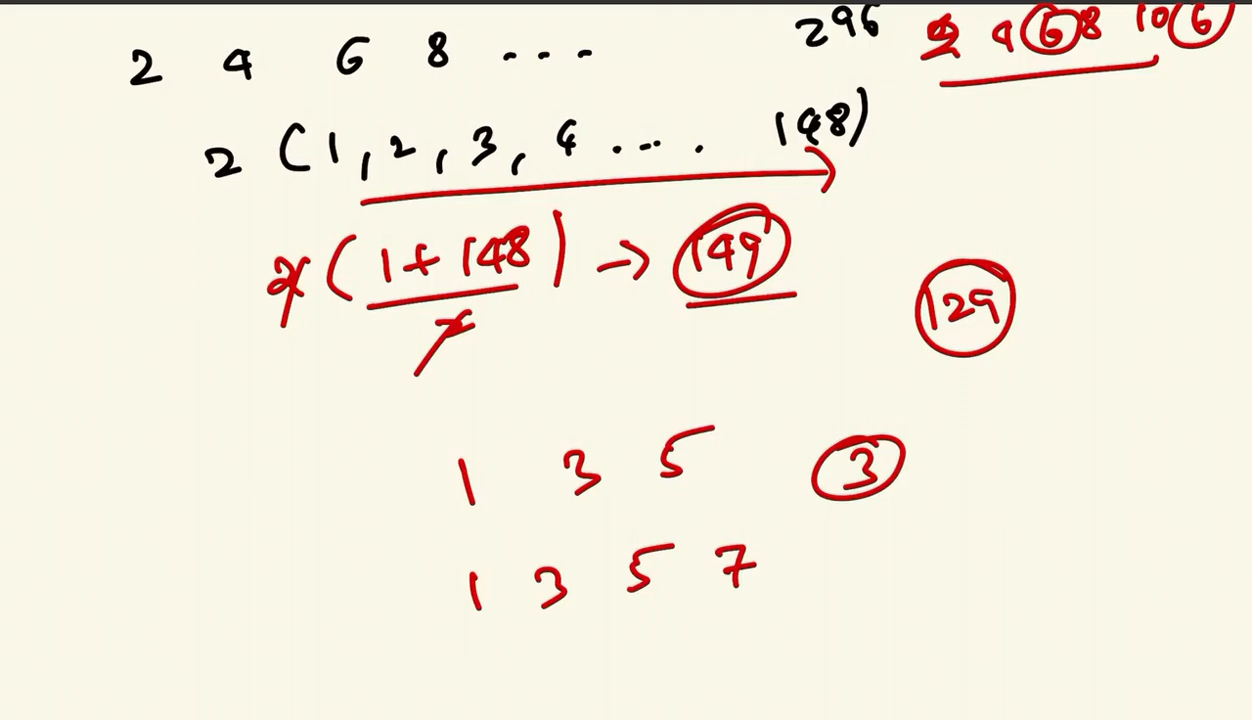 2 4 6 8 ... 296
2 4 6 8 10 6
2 (1, 2, 3, 4 .... 148)
2 (1 + 148) → 149
2
129
1 3 5 3
1 3 5 7